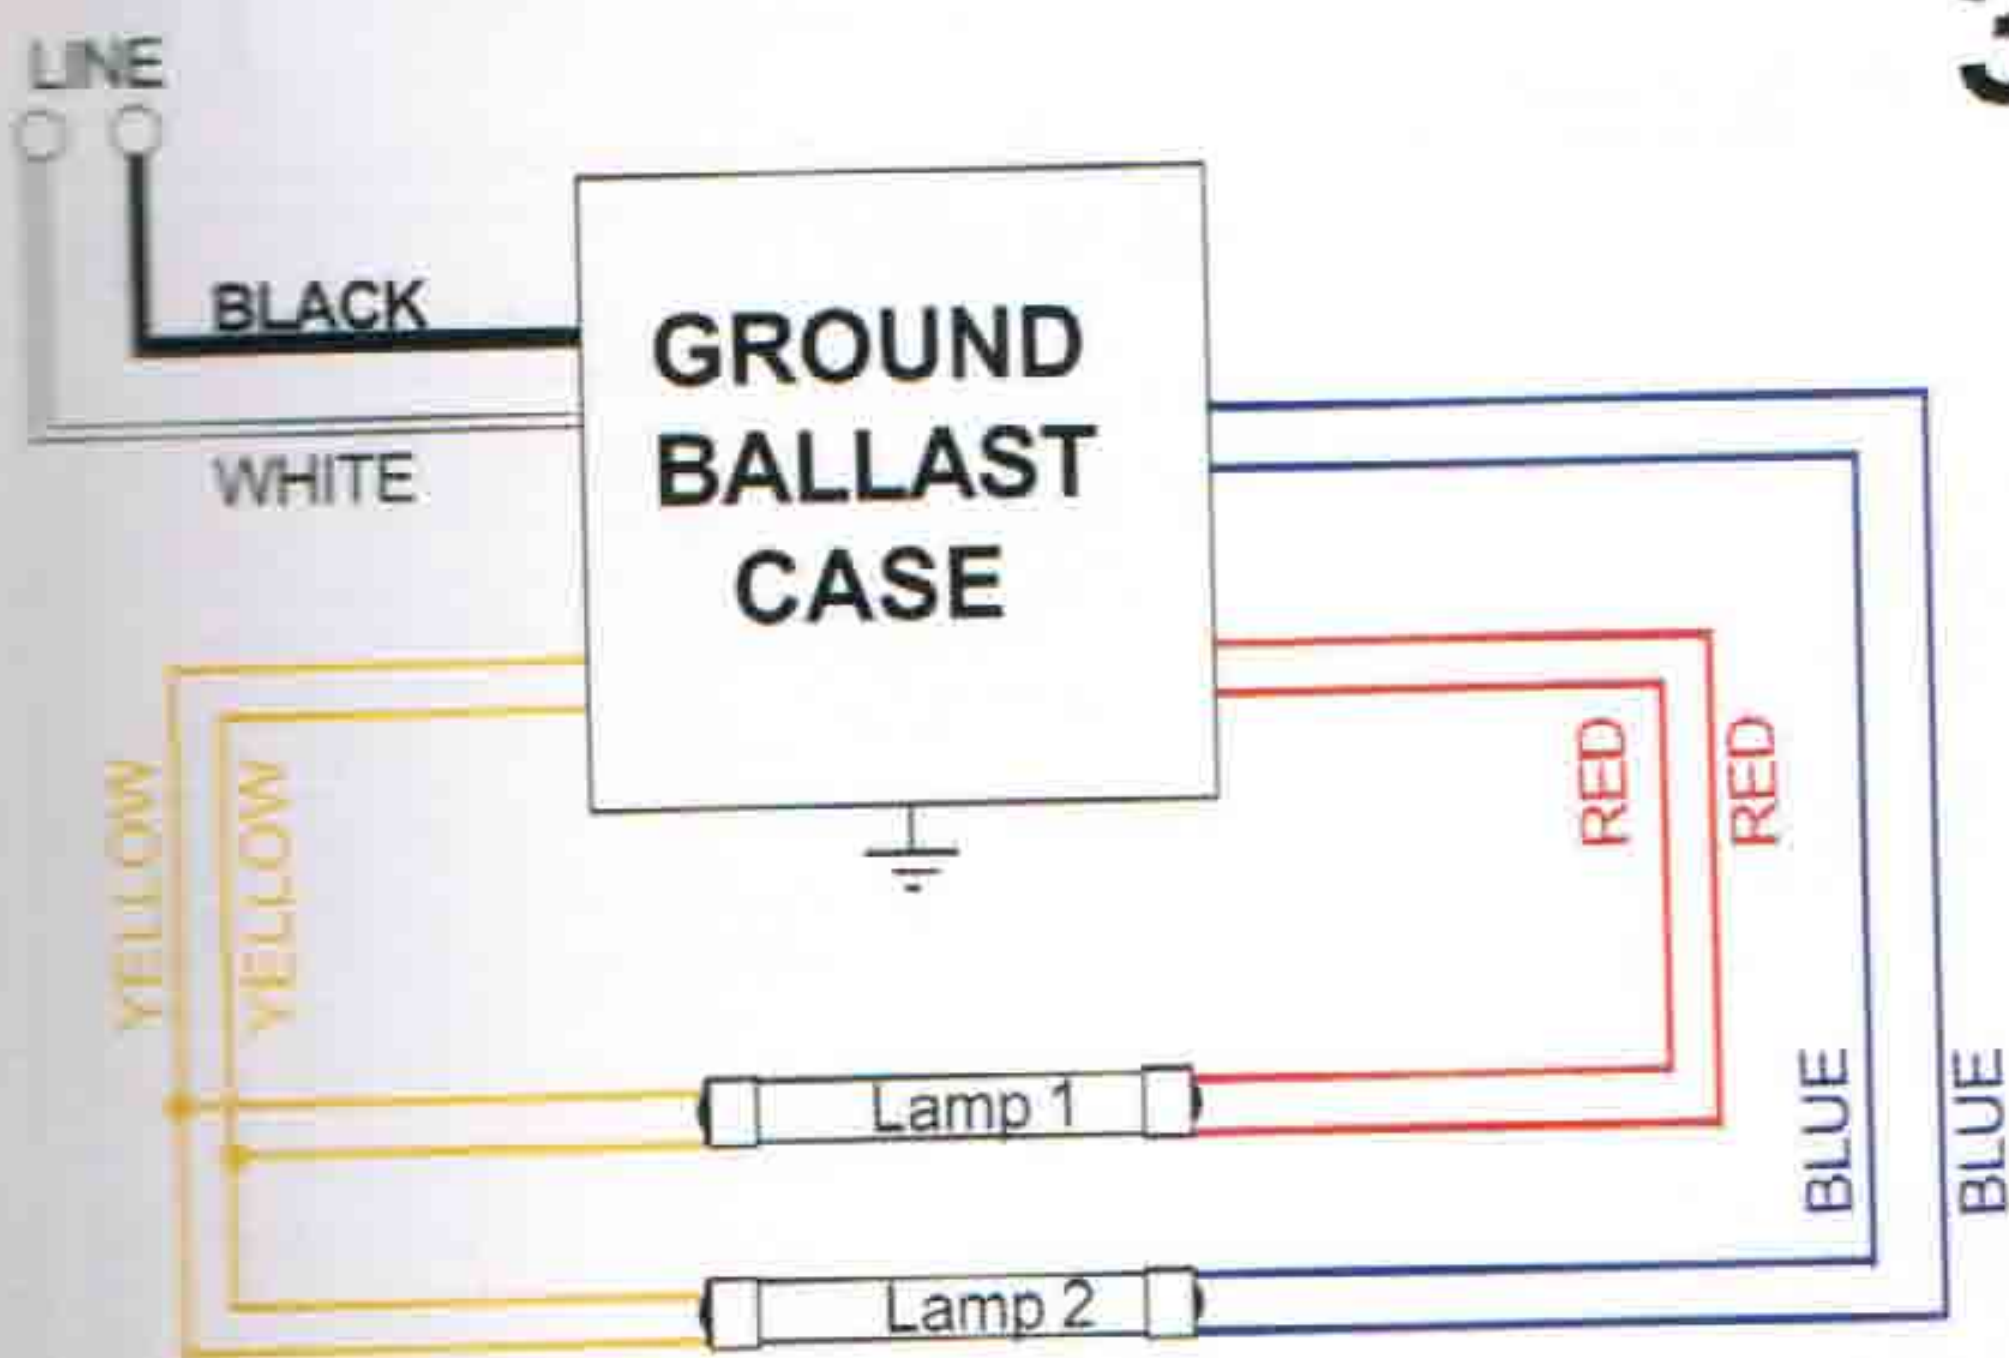 LINE
BLACK
WHITE
GROUND
BALLAST
CASE
YELLOW
YELLOW
RED
RED
BLUE
BLUE
Lamp 1
Lamp 2